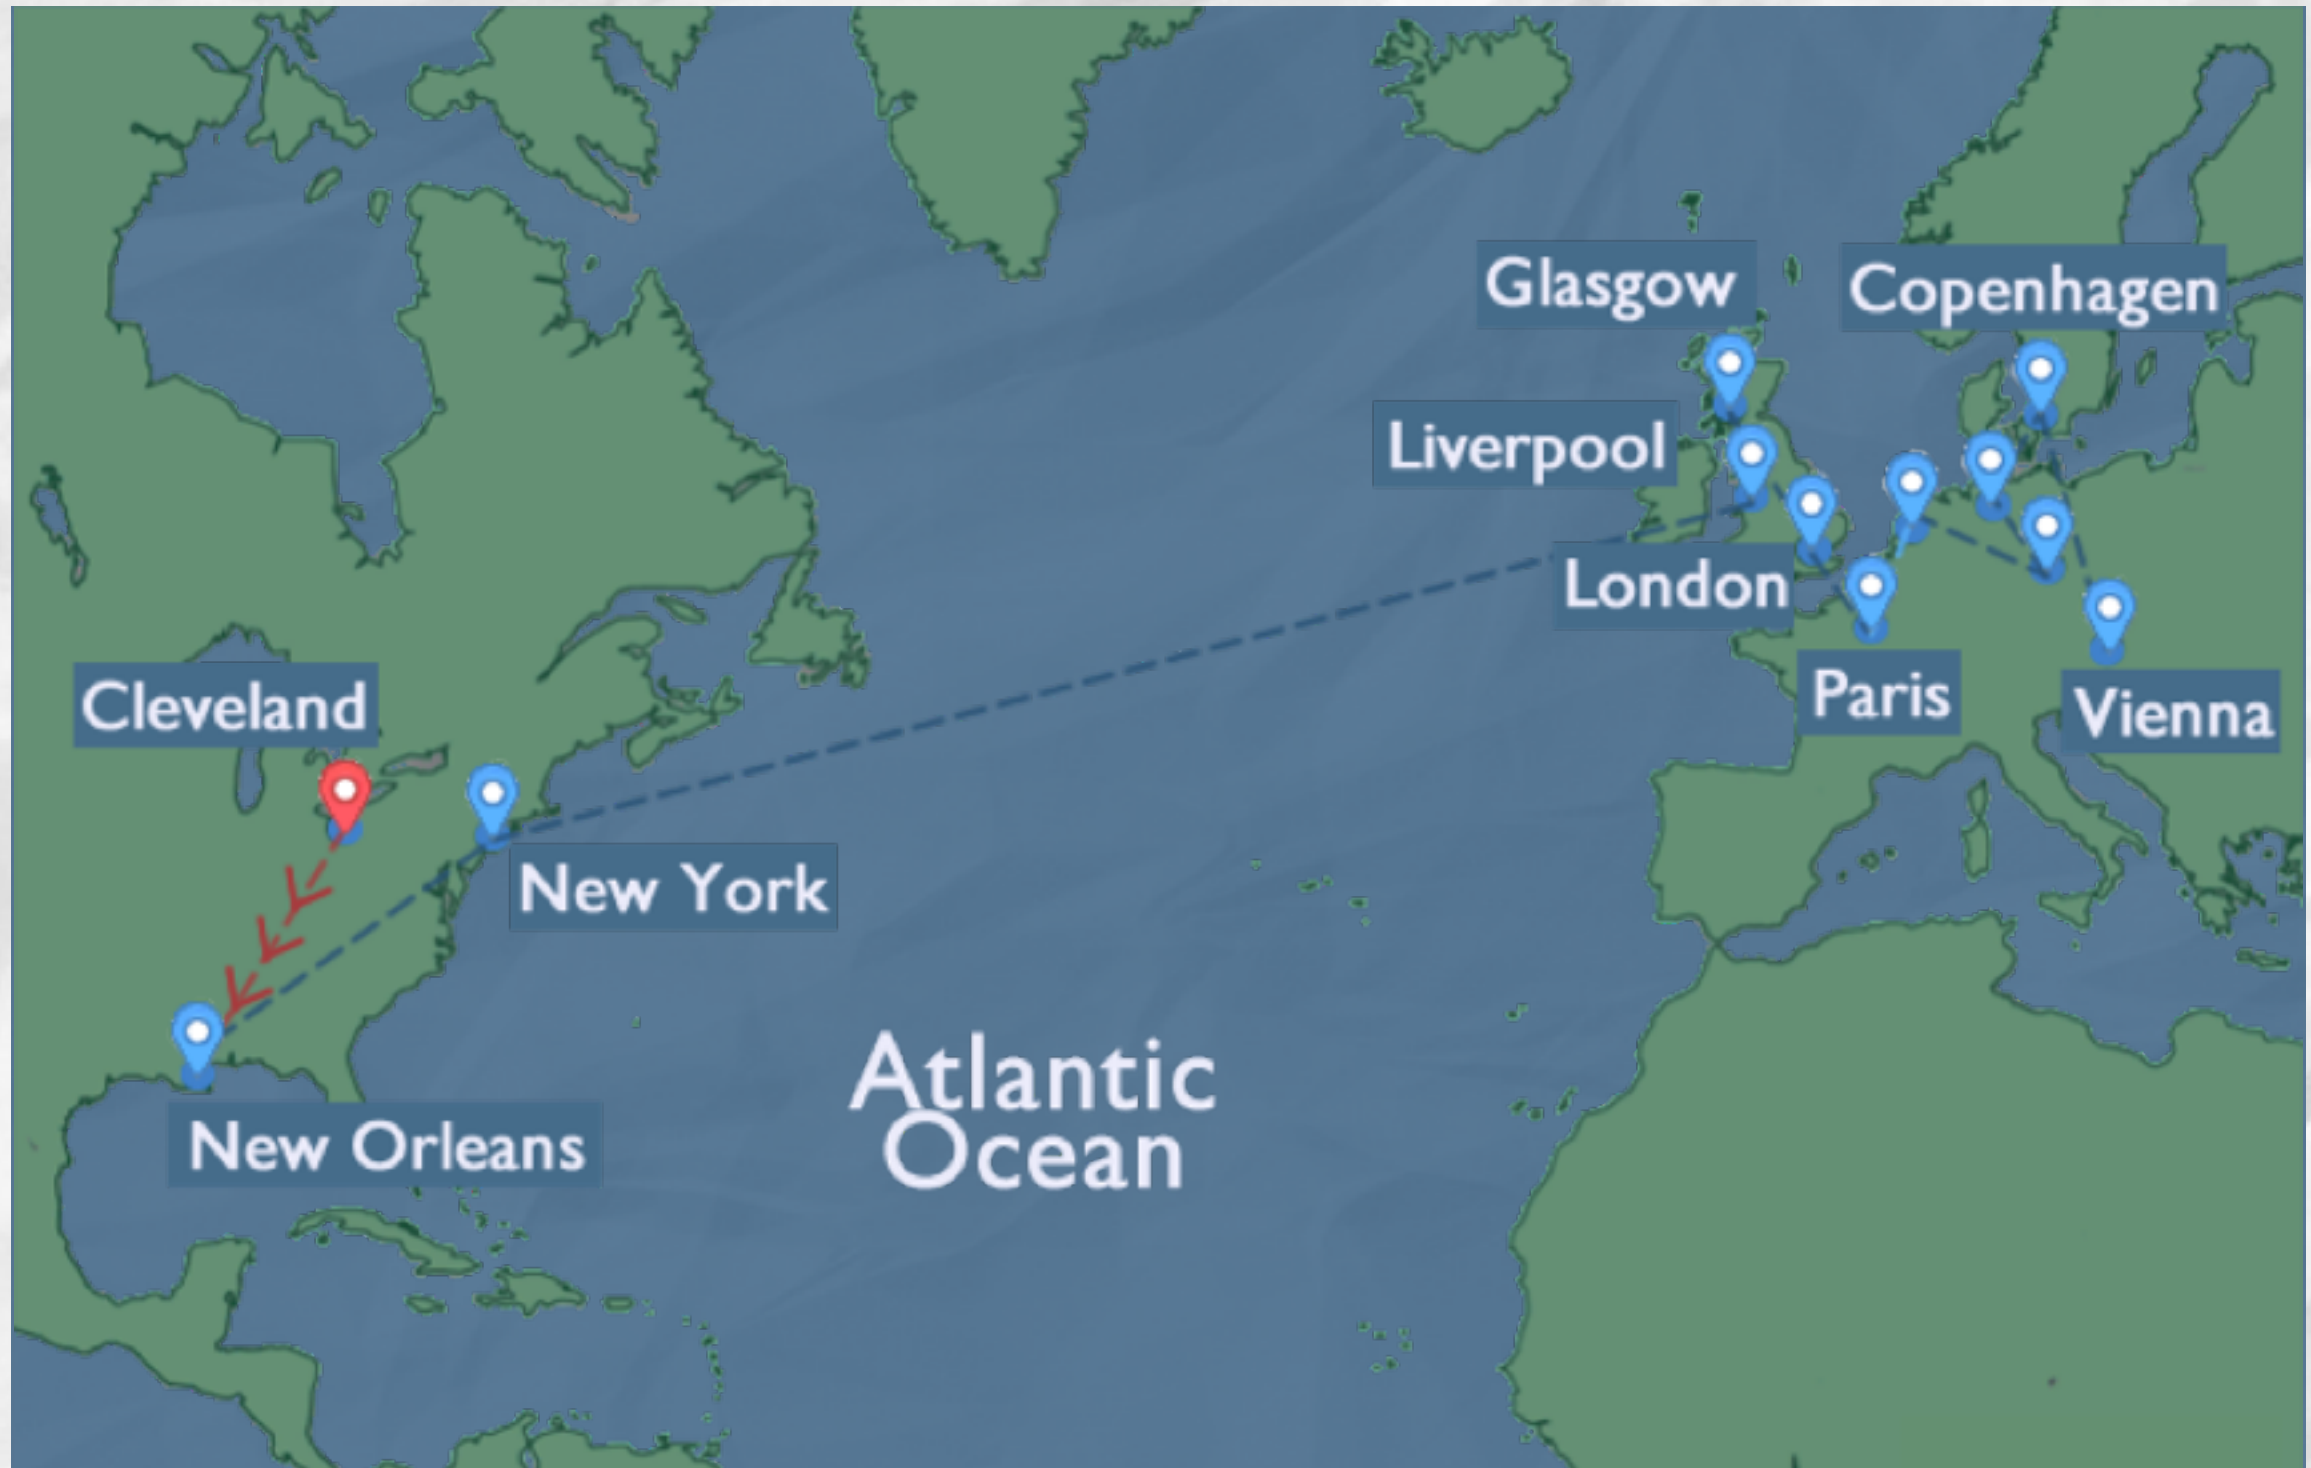 Glasgow
Copenhagen
Liverpool
London
Paris
Vienna
Cleveland
New York
New Orleans
Atlantic
Ocean